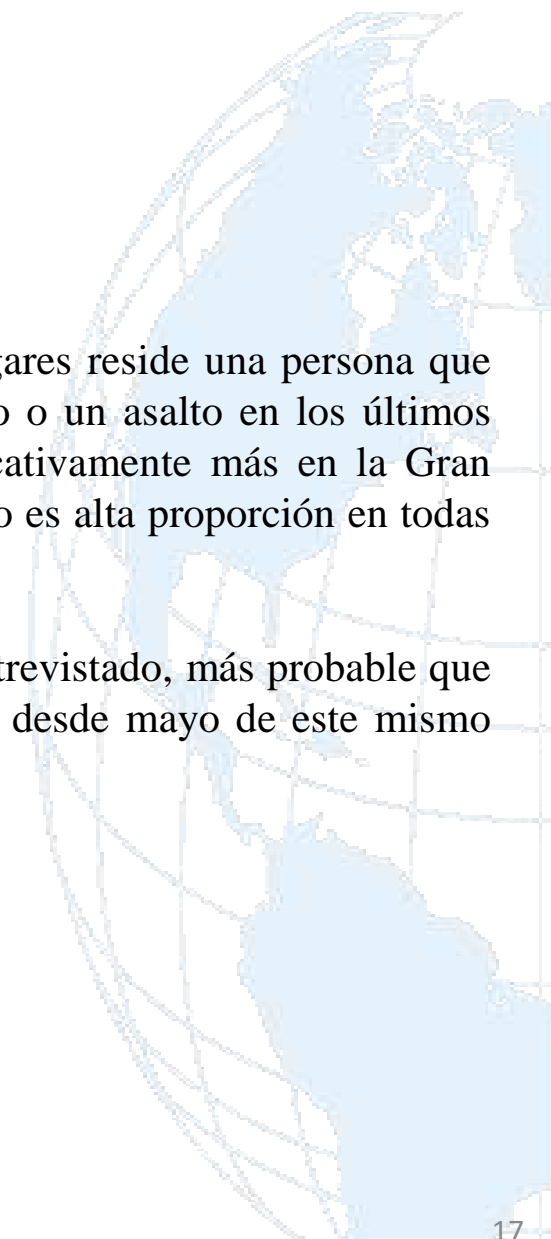 gares reside una persona que
o o un asalto en los últimos
cativamente más en la Gran
o es alta proporción en todas
trevistado, más probable que
desde mayo de este mismo
17